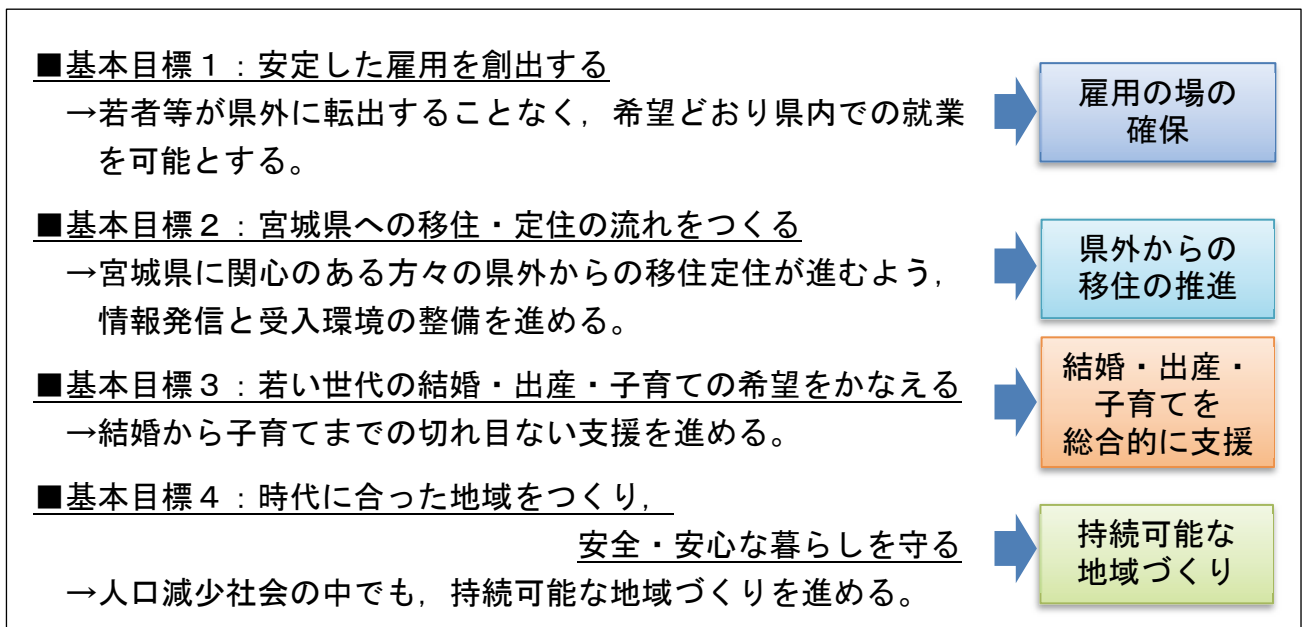 ■基本目標1:安定した雇用を創出する
→若者等が県外に転出することなく,希望どおり県内での就業
を可能とする。
雇用の場の
確保
■基本目標2:宮城県への移住・定住の流れをつくる
→宮城県に関心のある方々の県外からの移住定住が進むよう,
情報発信と受入環境の整備を進める。
県外からの
移住の推進
■基本目標3:若い世代の結婚・出産・子育ての希望をかなえる
→結婚から子育てまでの切れ目ない支援を進める。
結婚・出産・
子育てを
総合的に支援
■基本目標4:時代に合った地域をつくり,
安全・安心な暮らしを守る
→人口減少社会の中でも,持続可能な地域づくりを進める。
持続可能な
地域づくり